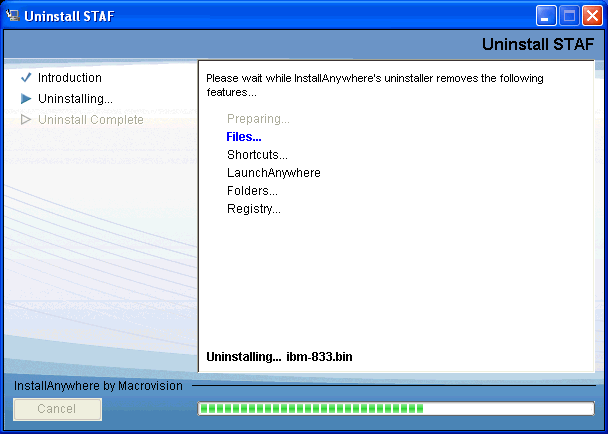 Uninstall STAF
Uninstall STAF
Introduction
Uninstalling...
Uninstall Complete
Please wait while InstallAnywhere's uninstaller removes the following
features...
Preparing...
Files...
Shortcuts...
LaunchAnywhere
Folders...
Registry...
Uninstalling... ibm-833.bin
InstallAnywhere by Macrovision
Cancel